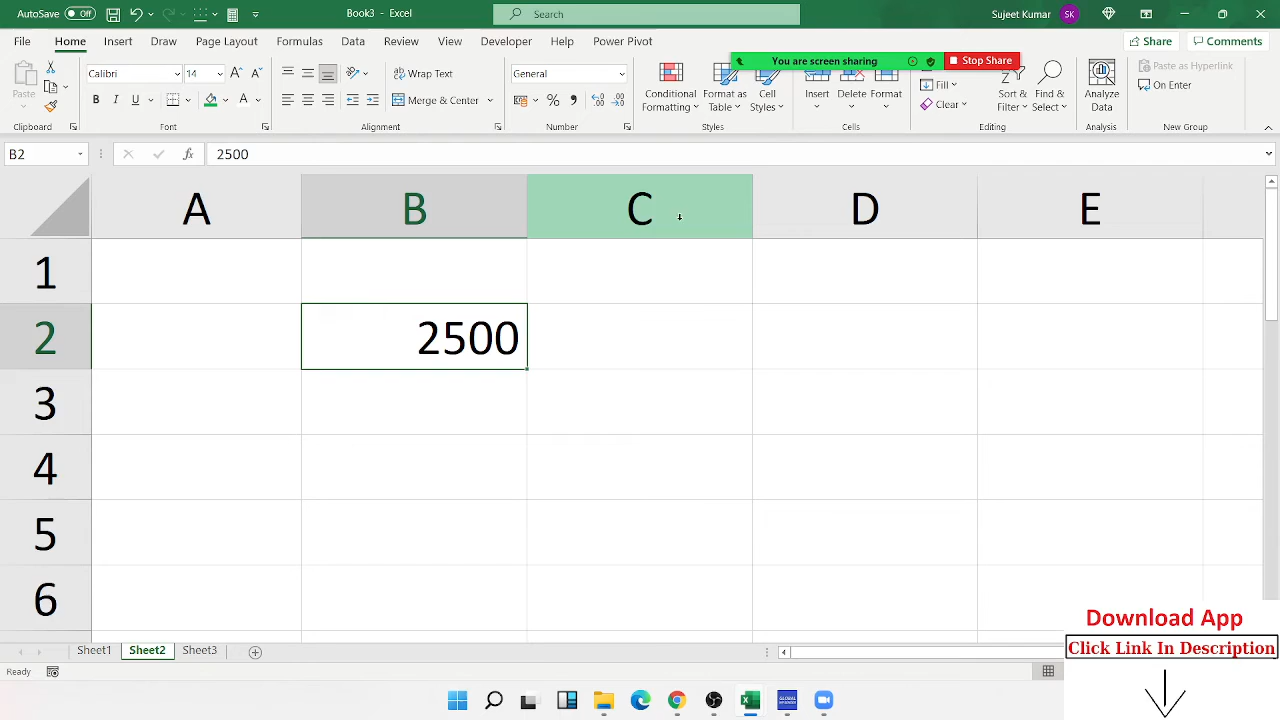 AutoSave Off Book3 - Excel Search Sujeet Kumar SK
File Home Insert Draw Page Layout Formulas Data Review View Developer Help Power Pivot Share Comments
You are screen sharing Stop Share
Paste Calibri 14 Wrap Text General Conditional Formatting Format as Table Cell Styles Insert Delete Format Fill Clear Sort & Filter Find & Select Analyze Data Paste as Hyperlink On Enter
B I U Merge & Center
Clipboard Font Alignment Number Styles Cells Editing Analysis New Group
B2 fx 2500
A B C D E
1
2 2500
3
4
5
6
Download App
Click Link In Description
Sheet1 Sheet2 Sheet3
Ready